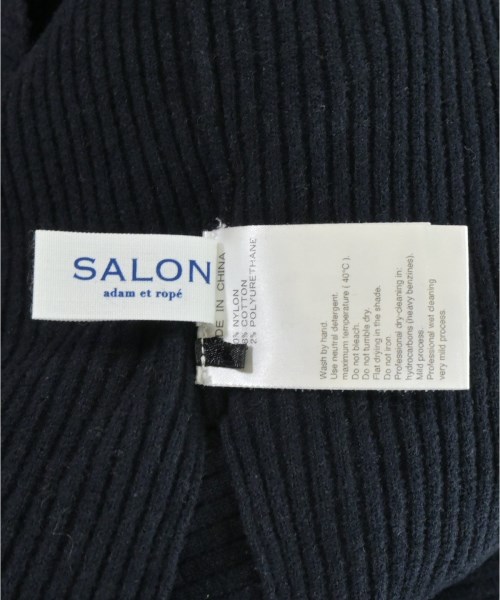 SALON
adam et ropé
DE IN CHINA
NYLON
COTTON
2% POLYURETHANE
Wash by hand.
Use neutral detergent.
maximum temperature ( 40°C )
Do not bleach.
Do not tumble dry.
Flat drying in the shade.
Do not iron.
Professional dry-cleaning in:
hydrocarbons (heavy benzines).
Mild process.
Professional wet cleaning
very mild process.